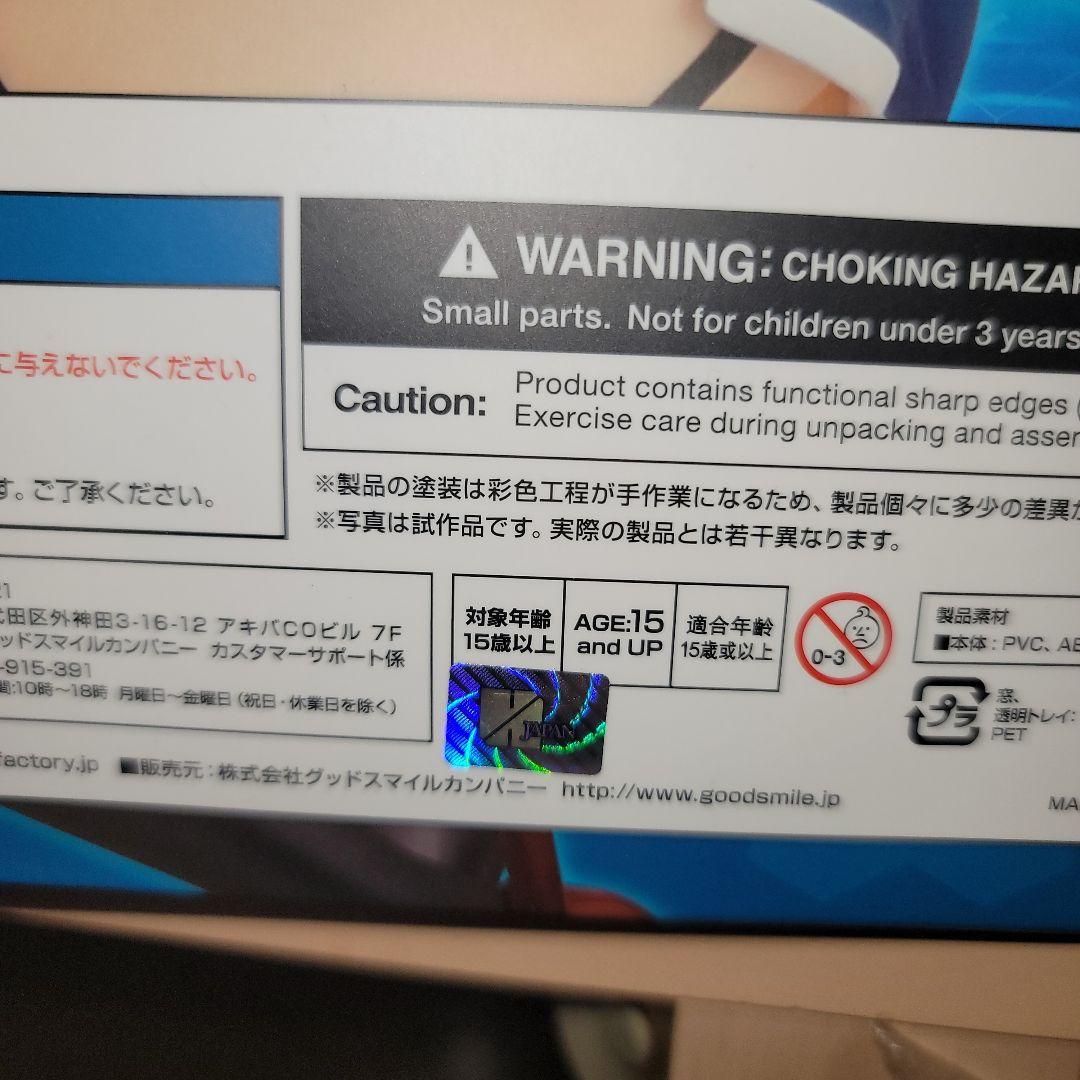 WARNING: CHOKING HAZAR
Small parts. Not for children under 3 years
に与えないでください。
Caution: Product contains functional sharp edges
Exercise care during unpacking and assem
す。ご了承ください。
※製品の塗装は彩色工程が手作業になるため、製品個々に多少の差異が
※写真は試作品です。実際の製品とは若干異なります。
21
代田区外神田3-16-12 アキバCOビル 7F
ッドスマイルカンパニー カスタマーサポート係
-915-391
間:10時〜18時 月曜日〜金曜日(祝日・休業日を除く)
対象年齢
15歳以上
AGE:15
and UP
適合年齢
15歳或以上
0-3
製品素材
■本体:PVC、AB
プラ
窓、
透明トレイ:
PET
JAPAN
factory.jp ■販売元:株式会社グッドスマイルカンパニー http://www.goodsmile.jp
MA